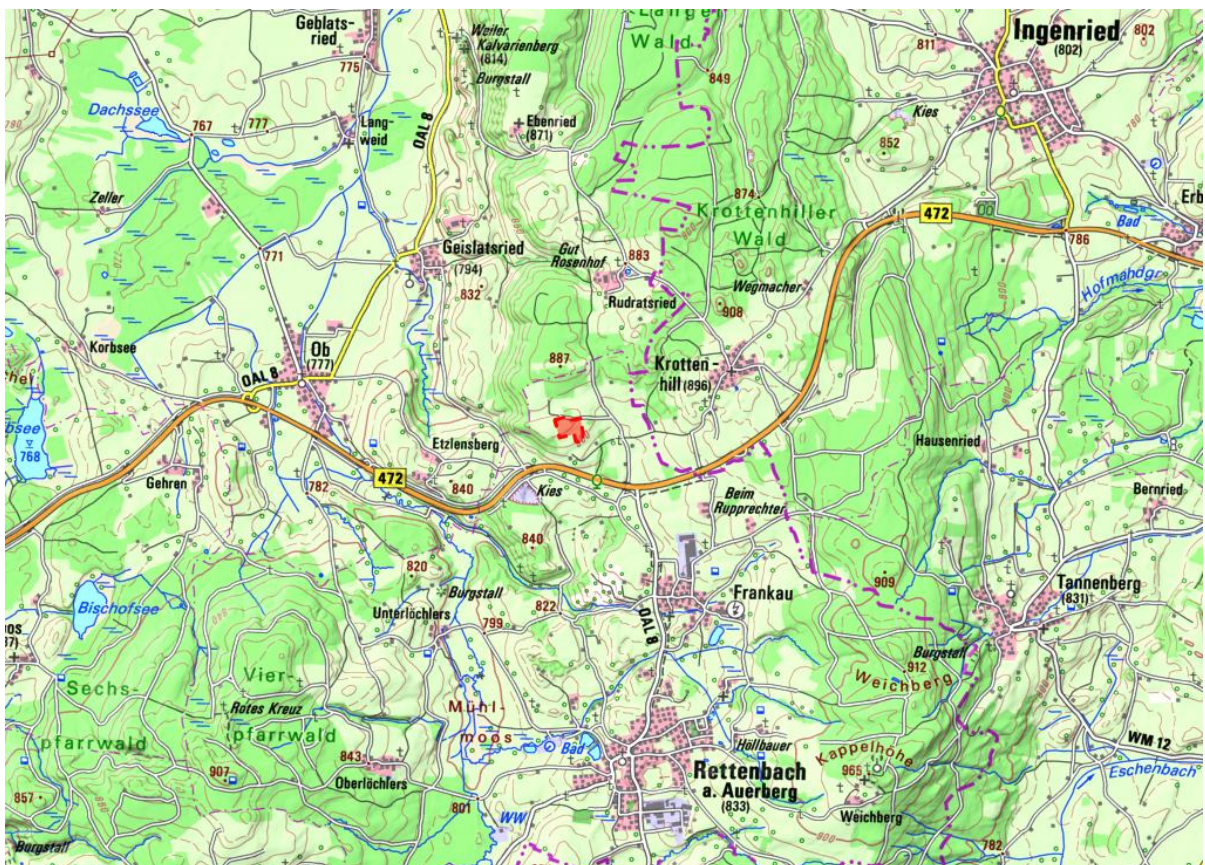 Geblats-
ried
775
Weiler
Kalvarienberg
(814)
Burgstall
Langer
Wald
849
811
Ingenried
(802)
802
Dachssee
767
777
Lang-
weid
OAL 8
Ebenried
(871)
Kies
852
780
Zeller
874
Krottenhiller
Wald
472
Bad
Erb
786
Hofmahdgr.
771
Geislatsried
(794)
832
Gut
Rosenhof
883
Rudratsried
Wegmacher
908
Korbsee
Ob
(777)
OAL 8
887
Krotten-
hill (896)
768
Gehren
782
472
Etzlensberg
840
Kies
Hausenried
Bernried
Beim
Rupprechter
840
820
Burgstall
Unterlöchlers
799
822
OAL 8
Frankau
909
Tannenberg
(831)
Bischofsee
Burgstall
912
Weichberg
Sechs-
pfarrwald
Vier-
pfarrwald
Rotes Kreuz
Mühl-
moos
Bad
843
Oberlöchlers
907
857
801
Burgstall
WW
Rettenbach
a. Auerberg
(833)
Höllbauer
Kappelhöhe
965
Weichberg
WM 12
Eschenbach
782